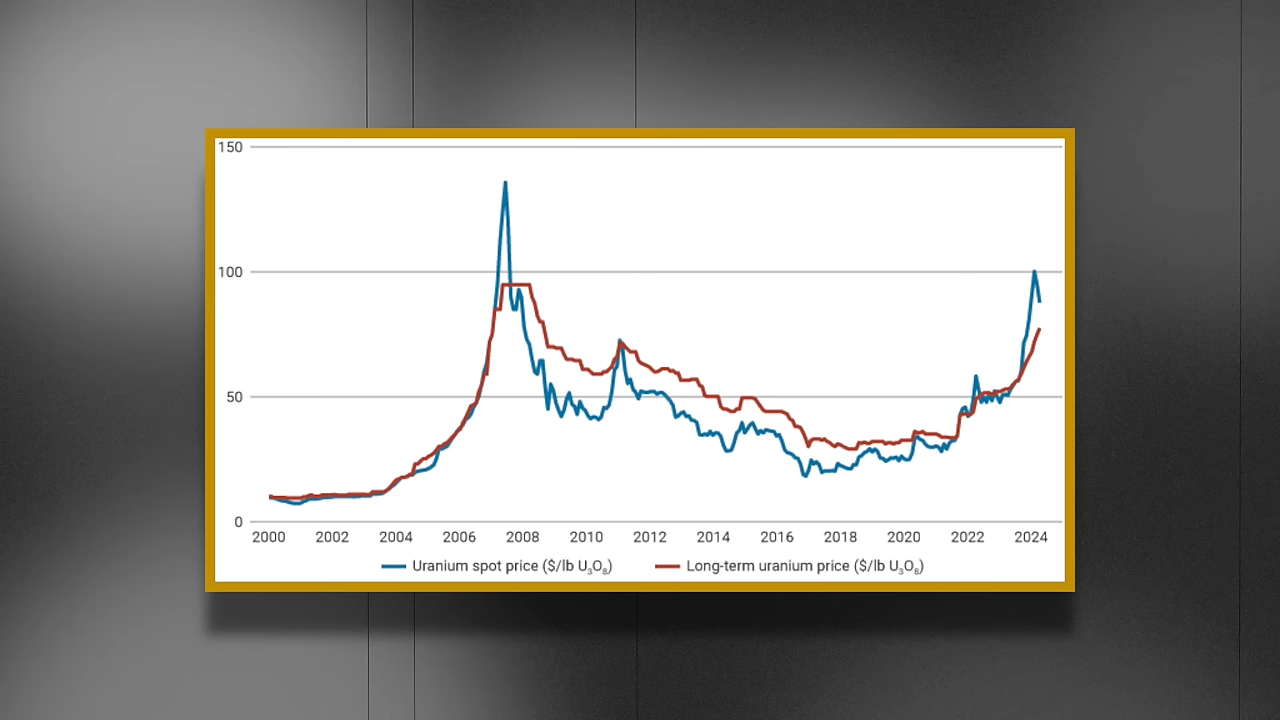 150
100
50
0
2000 2002 2004 2006 2008 2010 2012 2014 2016 2018 2020 2022 2024
Uranium spot price ($/lb U₃O₈) Long-term uranium price ($/lb U₃O₈)